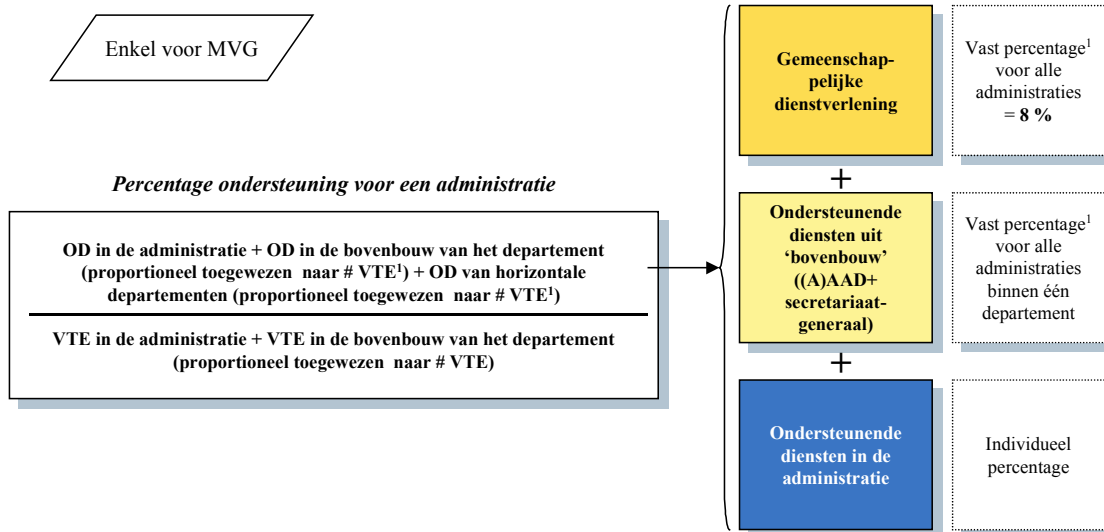 Enkel voor MVG
Percentage ondersteuning voor een administratie
OD in de administratie + OD in de bovenbouw van het departement
(proportioneel toegewezen naar # VTE¹) + OD van horizontale
departementen (proportioneel toegewezen naar # VTE¹)
VTE in de administratie + VTE in de bovenbouw van het departement
(proportioneel toegewezen naar # VTE)
Gemeenschap-
pelijke
dienstverlening
Vast percentage¹
voor alle
administraties
= 8 %
+
Ondersteunende
diensten uit
‘bovenbouw’
((A)AAD+
secretariaat-
generaal)
Vast percentage¹
voor alle
administraties
binnen één
departement
+
Ondersteunende
diensten in de
administratie
Individueel
percentage